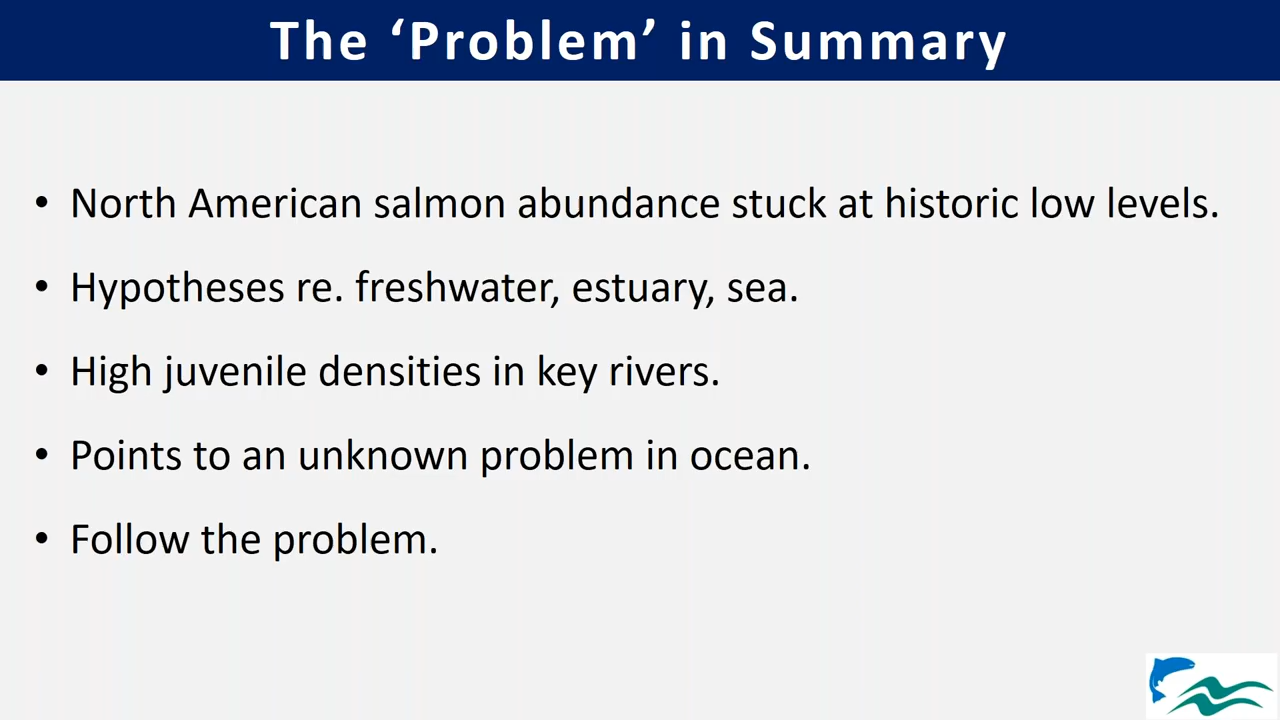 The ‘Problem’ in Summary
• North American salmon abundance stuck at historic low levels.
• Hypotheses re. freshwater, estuary, sea.
• High juvenile densities in key rivers.
• Points to an unknown problem in ocean.
• Follow the problem.